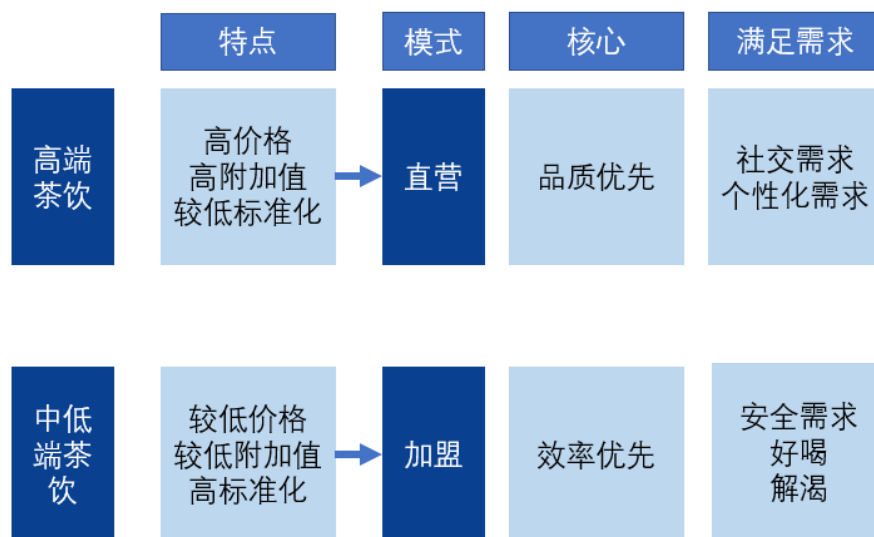 特点
模式
核心
满足需求
高端
茶饮
高价格
高附加值
较低标准化
直营
品质优先
社交需求
个性化需求
中低
端茶
饮
较低价格
较低附加值
高标准化
加盟
效率优先
安全需求
好喝
解渴